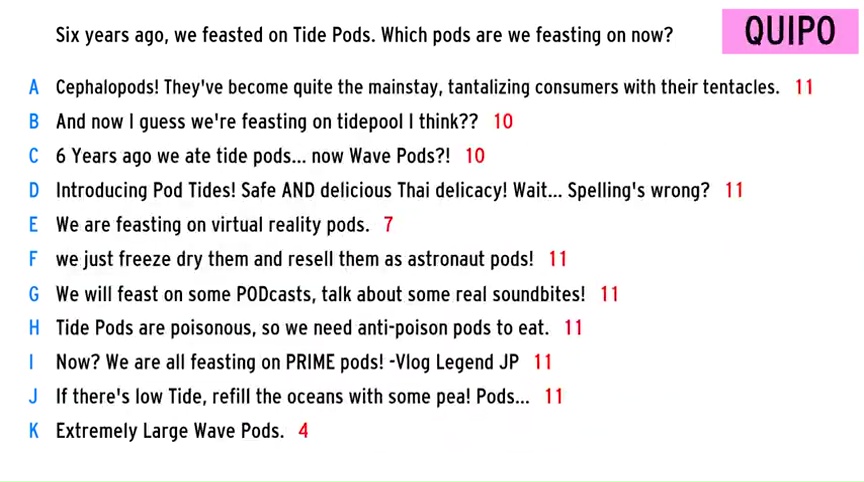 Six years ago, we feasted on Tide Pods. Which pods are we feasting on now?
QUIPO
A Cephalopods! They've become quite the mainstay, tantalizing consumers with their tentacles. 11
B And now I guess we're feasting on tidepool I think?? 10
C 6 Years ago we ate tide pods... now Wave Pods?! 10
D Introducing Pod Tides! Safe AND delicious Thai delicacy! Wait... Spelling's wrong? 11
E We are feasting on virtual reality pods. 7
F we just freeze dry them and resell them as astronaut pods! 11
G We will feast on some PODcasts, talk about some real soundbites! 11
H Tide Pods are poisonous, so we need anti-poison pods to eat. 11
I Now? We are all feasting on PRIME pods! -Vlog Legend JP 11
J If there's low Tide, refill the oceans with some pea! Pods... 11
K Extremely Large Wave Pods. 4